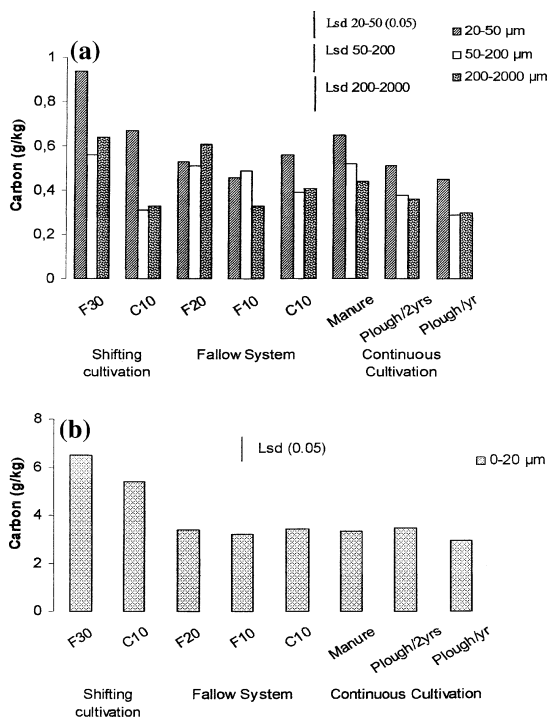 (a)
Lsd 20-50 (0.05)
Lsd 50-200
Lsd 200-2000
20-50 µm
50-200 µm
200-2000 µm
Carbon (g/kg)
1
0,8
0,6
0,4
0,2
0
F30 C10 F20 F10 C10 Manure Plough/2yrs Plough/yr
Shifting cultivation
Fallow System
Continuous Cultivation
(b)
Lsd (0.05)
0-20 µm
Carbon (g/kg)
8
6
4
2
0
F30 C10 F20 F10 C10 Manure Plough/2yrs Plough/yr
Shifting cultivation
Fallow System
Continuous Cultivation